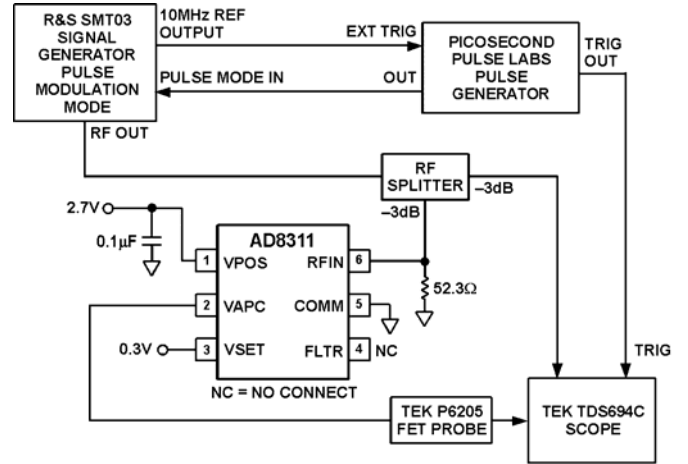 R&S SMT03
SIGNAL
GENERATOR
PULSE
MODULATION
MODE
10MHz REF
OUTPUT
EXT TRIG
PULSE MODE IN
OUT
PICOSECOND
PULSE LABS
PULSE
GENERATOR
TRIG
OUT
RF OUT
RF
SPLITTER
–3dB
–3dB
2.7V
0.1µF
AD8311
1
VPOS
RFIN
6
52.3Ω
2
VAPC
COMM
5
0.3V
3
VSET
FLTR
4
NC
NC = NO CONNECT
TRIG
TEK P6205
FET PROBE
TEK TDS694C
SCOPE